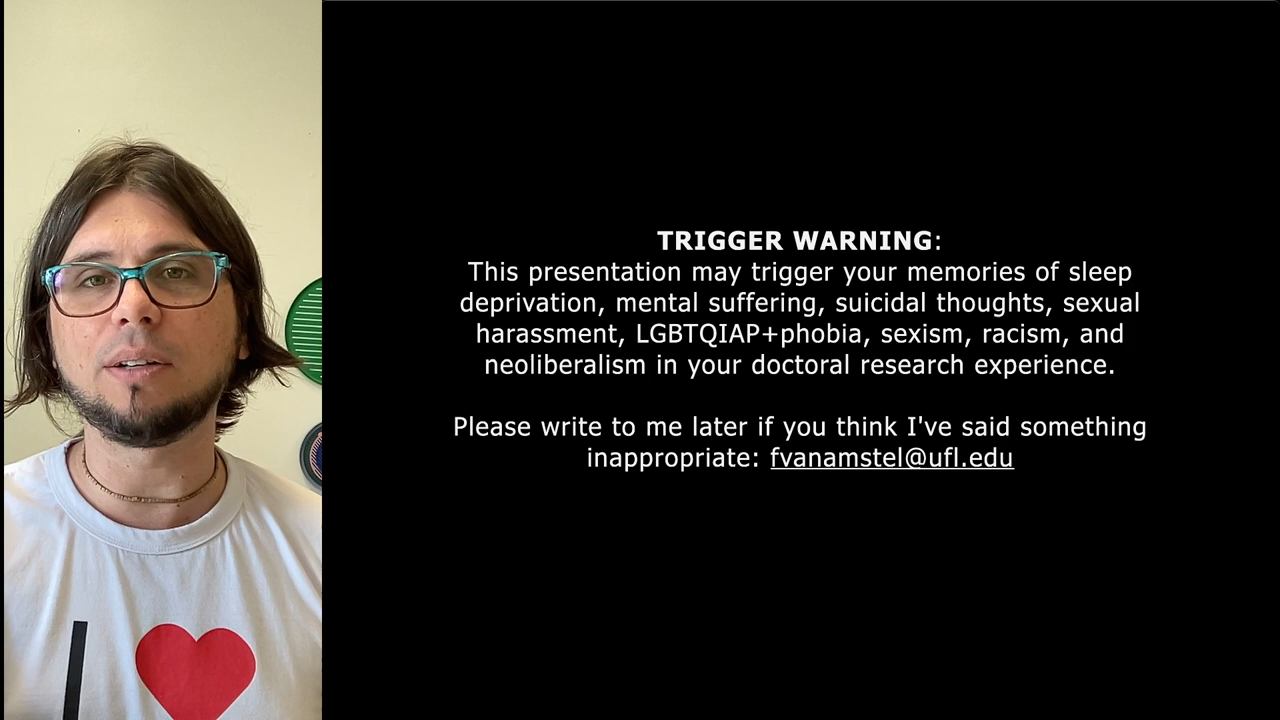 TRIGGER WARNING:
This presentation may trigger your memories of sleep
deprivation, mental suffering, suicidal thoughts, sexual
harassment, LGBTQIAP+phobia, sexism, racism, and
neoliberalism in your doctoral research experience.
Please write to me later if you think I've said something
inappropriate: fvanamstel@ufl.edu
I